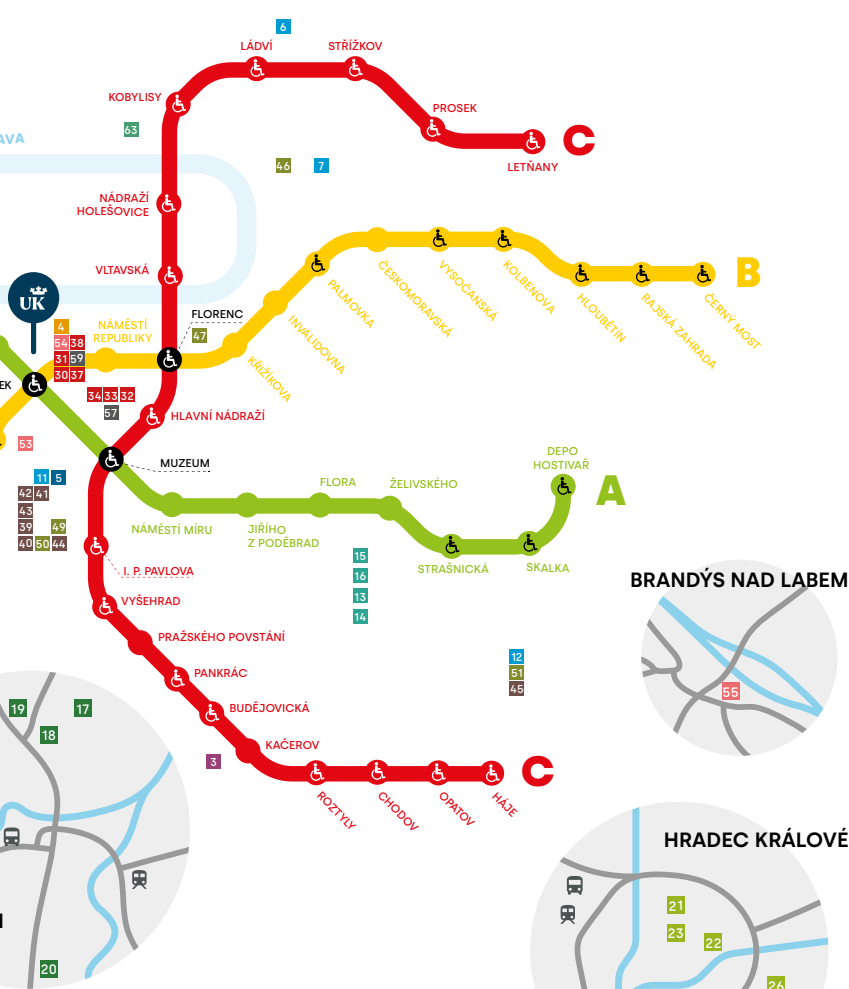 6
LÁDVÍ
STŘÍŽKOV
KOBYLISY
PROSEK
63
C
AVA
46
7
LETŇANY
NÁDRAŽÍ
HOLEŠOVICE
VLTAVSKÁ
UK
FLORENC
47
ČESKOMORAVSKÁ
VYSOČANSKÁ
KOLBENOVA
B
PALMOVKA
INVALIDOVNA
KŘIŽÍKOVA
HLOUBĚTÍN
RAJSKÁ ZAHRADA
ČERNÝ MOST
4
54 38
31 59
30 37
NÁMĚSTÍ
REPUBLIKY
EK
34 33 32
57
HLAVNÍ NÁDRAŽÍ
53
MUZEUM
11 5
42 41
43
39 49
40 50 44
FLORA
ŽELIVSKÉHO
DEPO
HOSTIVAŘ
A
NÁMĚSTÍ MÍRU
JIŘÍHO
Z PODĚBRAD
STRAŠNICKÁ
SKALKA
15
16
13
14
I. P. PAVLOVA
VYŠEHRAD
PRAŽSKÉHO POVSTÁNÍ
PANKRÁC
BUDĚJOVICKÁ
KAČEROV
3
12
51
45
BRANDÝS NAD LABEM
55
ROZTYLY
CHODOV
OPATOV
HÁJE
C
19
17
18
20
HRADEC KRÁLOVÉ
21
23
22
26